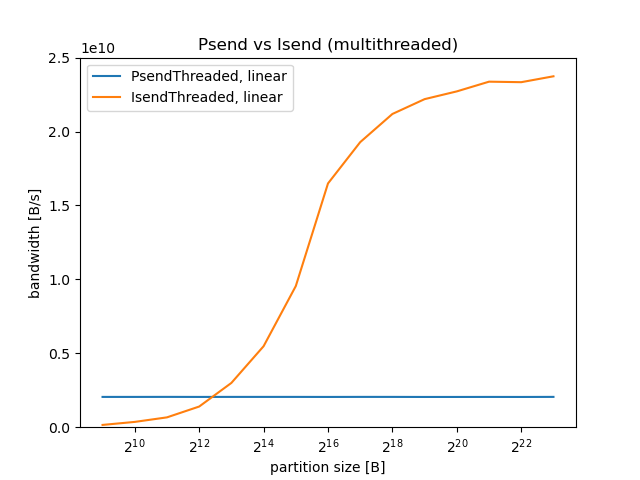 Psend vs Isend (multithreaded)
1e10
PsendThreaded, linear
IsendThreaded, linear
2.5
2.0
1.5
1.0
0.5
0.0
bandwidth [B/s]
2^10 2^12 2^14 2^16 2^18 2^20 2^22
partition size [B]